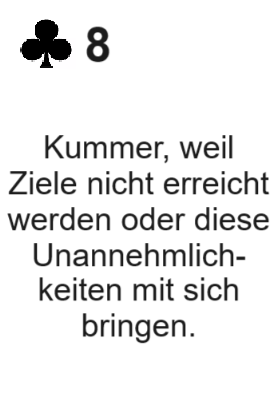 ♣ 8
Kummer, weil
Ziele nicht erreicht
werden oder diese
Unannehmlich-
keiten mit sich
bringen.